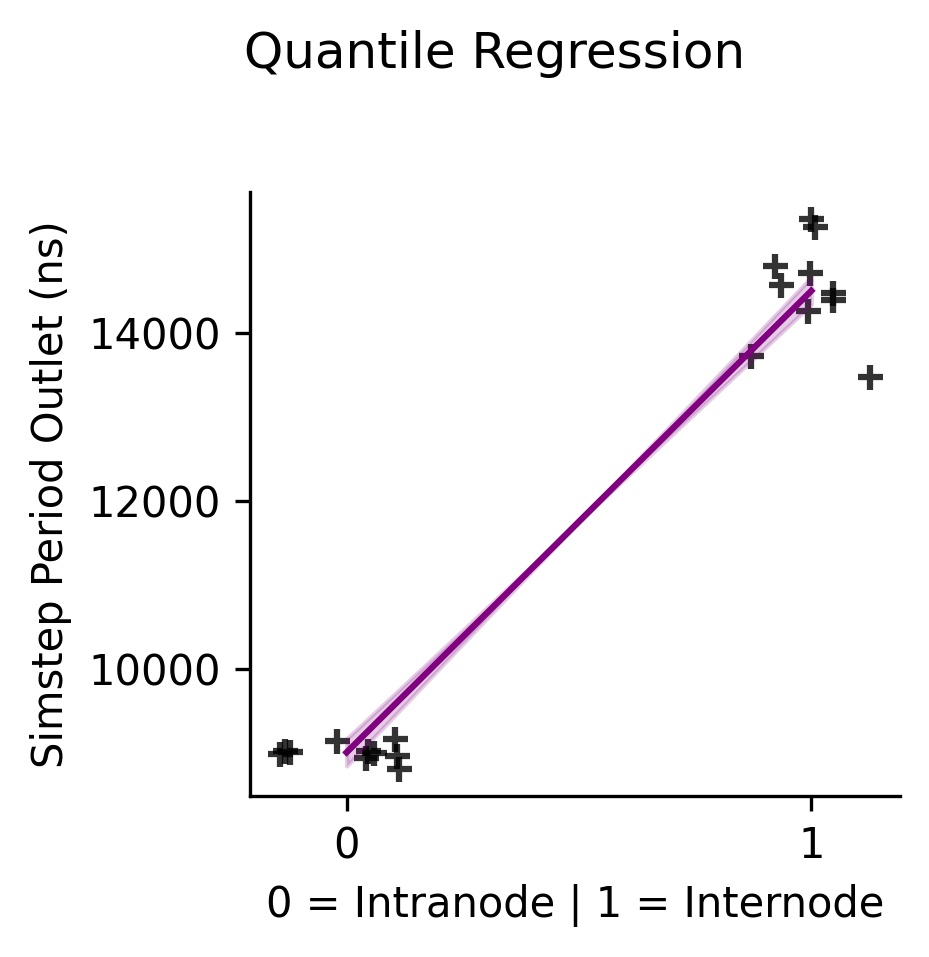 Quantile Regression
Simstep Period Outlet (ns)
14000
12000
10000
0 1
0 = Intranode | 1 = Internode